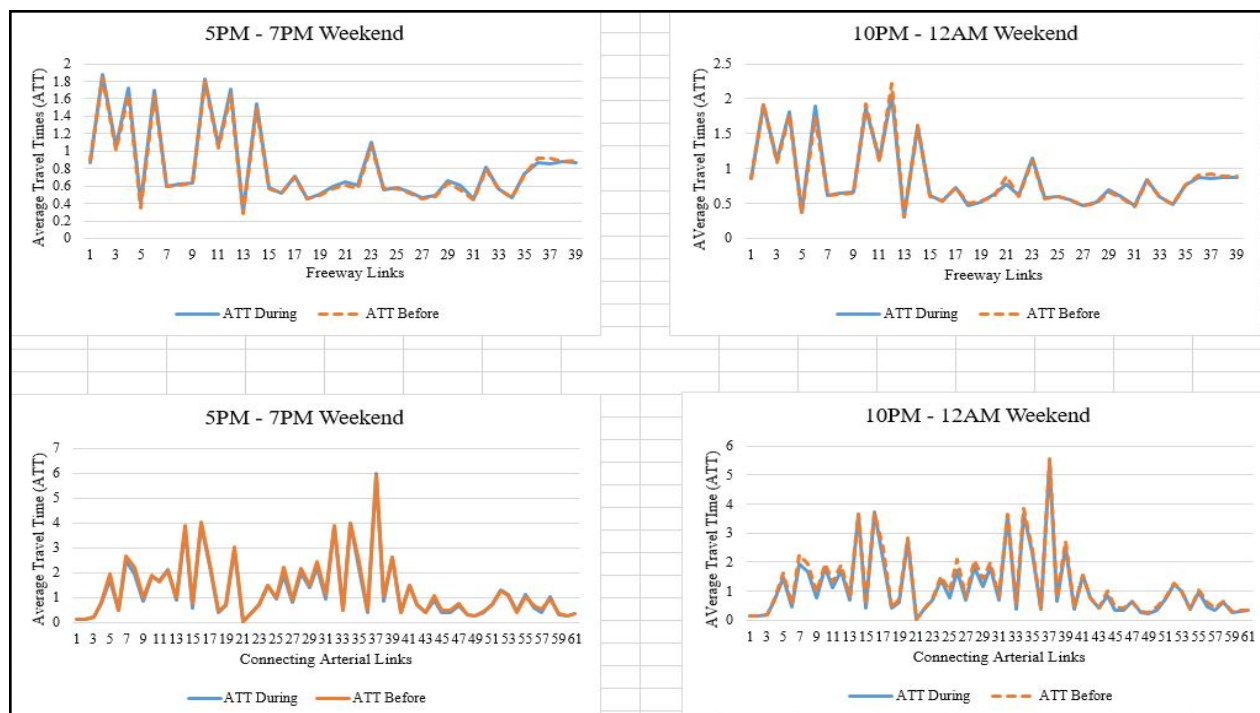 5PM - 7PM Weekend
Average Travel Times (ATT)
2
1.8
1.6
1.4
1.2
1
0.8
0.6
0.4
0.2
0
1 3 5 7 9 11 13 15 17 19 21 23 25 27 29 31 33 35 37 39
Freeway Links
ATT During ATT Before
10PM - 12AM Weekend
AVerage Travel Times (ATT)
2.5
2
1.5
1
0.5
0
1 3 5 7 9 11 13 15 17 19 21 23 25 27 29 31 33 35 37 39
Freeway Links
ATT During ATT Before
5PM - 7PM Weekend
Average Travel Time (ATT)
7
6
5
4
3
2
1
0
1 3 5 7 9 11 13 15 17 19 21 23 25 27 29 31 33 35 37 39 41 43 45 47 49 51 53 55 57 59 61
Connecting Arterial Links
ATT During ATT Before
10PM - 12AM Weekend
AVerage Travel TIme (ATT)
6
5
4
3
2
1
0
1 3 5 7 9 11 13 15 17 19 21 23 25 27 29 31 33 35 37 39 41 43 45 47 49 51 53 55 57 59 61
Connecting Arterial Links
ATT During ATT Before